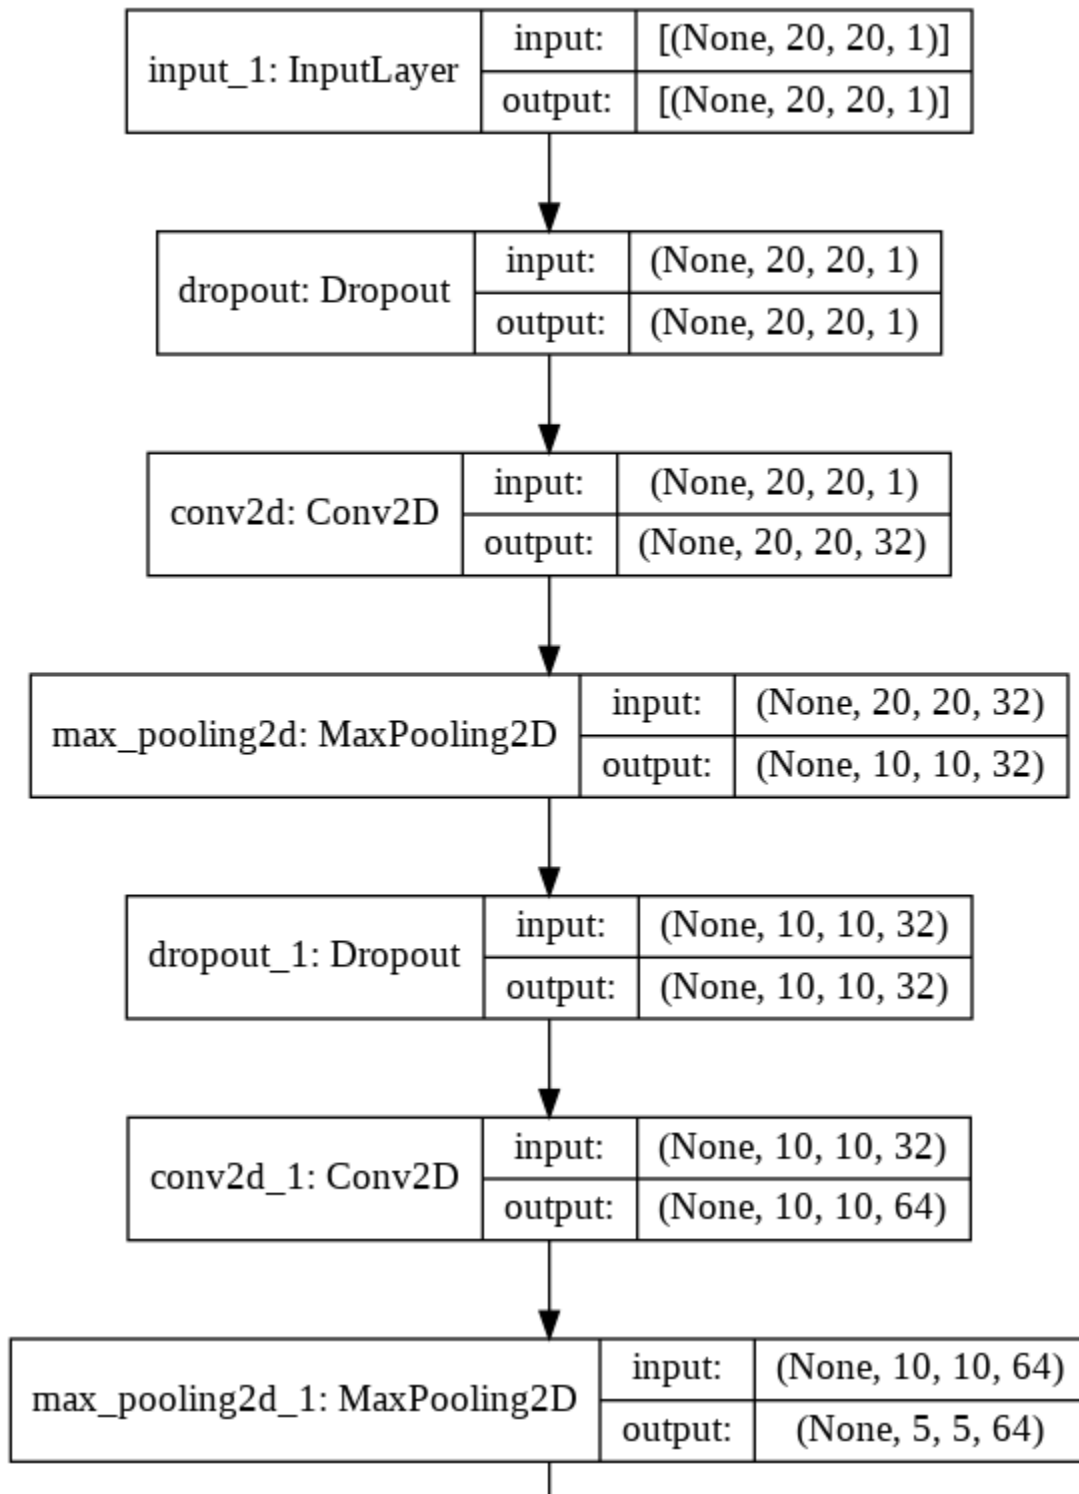 input_1: InputLayer
input: [(None, 20, 20, 1)]
output: [(None, 20, 20, 1)]
dropout: Dropout
input: (None, 20, 20, 1)
output: (None, 20, 20, 1)
conv2d: Conv2D
input: (None, 20, 20, 1)
output: (None, 20, 20, 32)
max_pooling2d: MaxPooling2D
input: (None, 20, 20, 32)
output: (None, 10, 10, 32)
dropout_1: Dropout
input: (None, 10, 10, 32)
output: (None, 10, 10, 32)
conv2d_1: Conv2D
input: (None, 10, 10, 32)
output: (None, 10, 10, 64)
max_pooling2d_1: MaxPooling2D
input: (None, 10, 10, 64)
output: (None, 5, 5, 64)